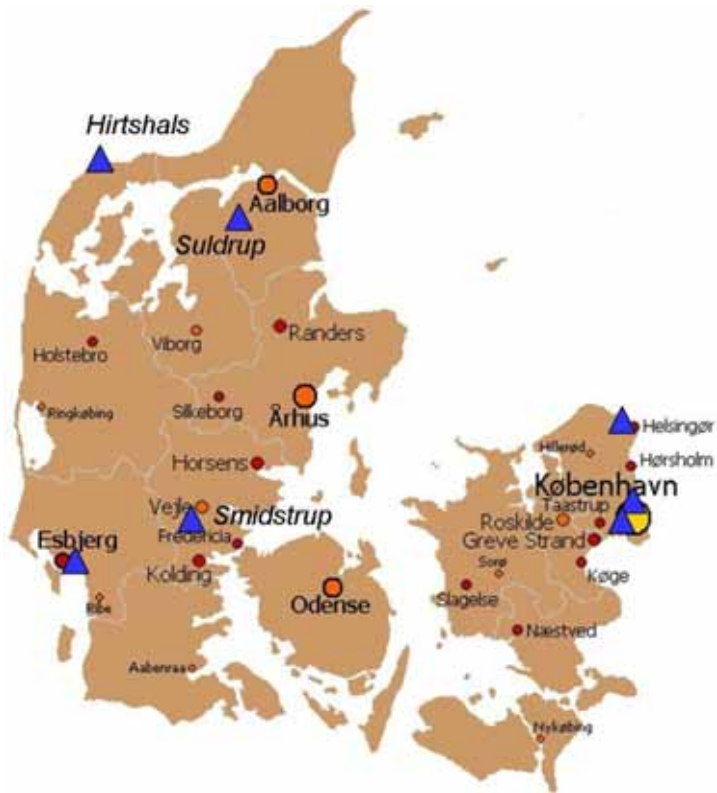 Hirtshals
Aalborg
Suldrup
Viborg
Randers
Holstebro
Ringkøbing
Silkeborg
Århus
Helsingør
Hillerød
Hørsholm
Horsens
København
Vejle
Smidstrup
Taastrup
Roskilde
Esbjerg
Fredericia
Greve Strand
Kolding
Sorø
Køge
Ribe
Odense
Slagelse
Næstved
Aabenraa
Nykøbing